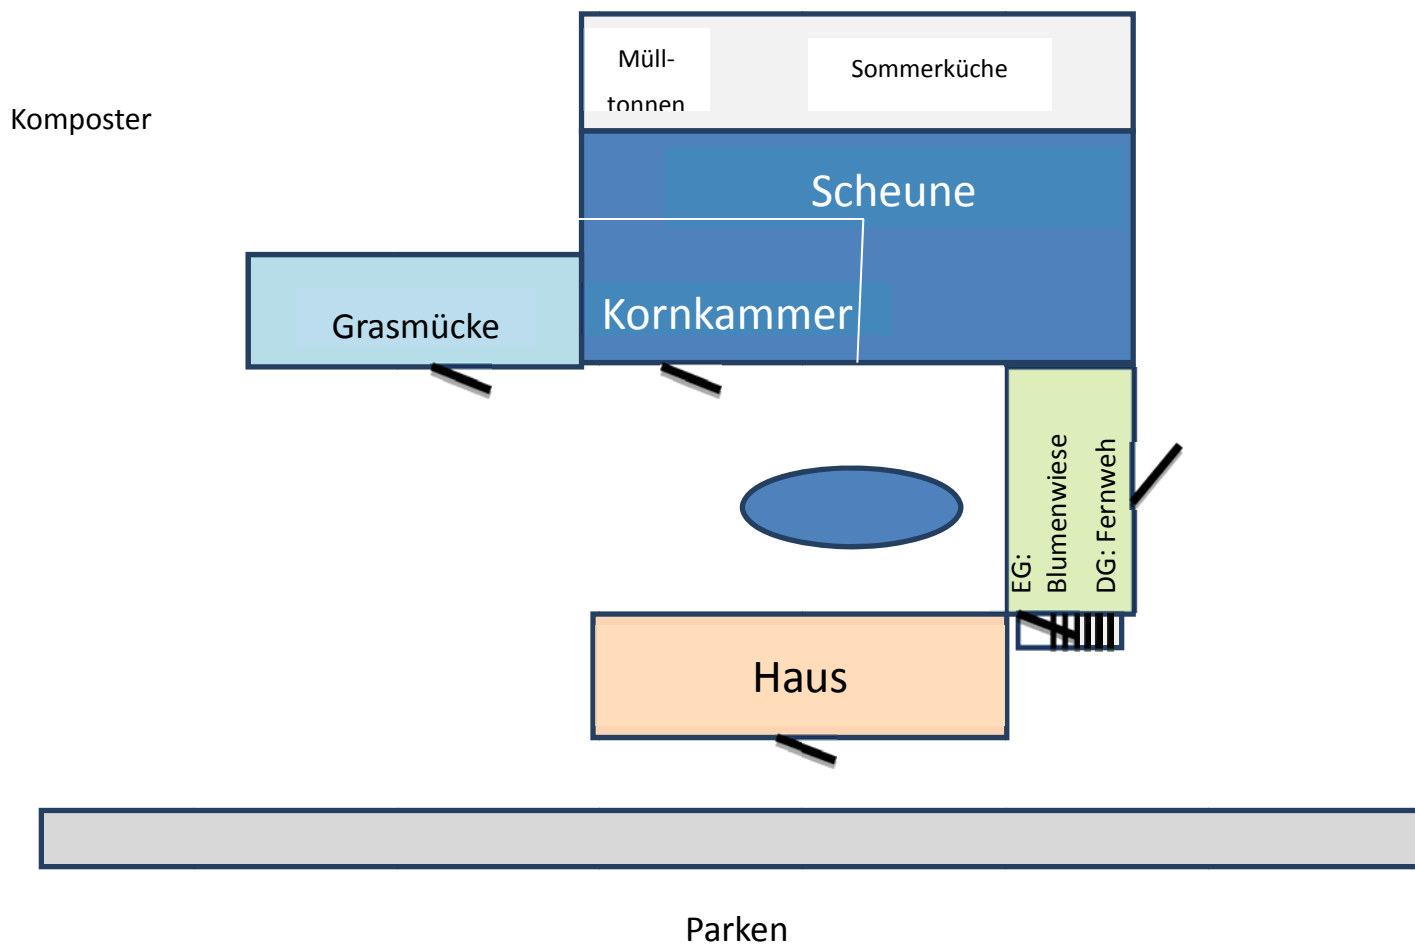 Müll-
tonnen
Sommerküche
Komposter
Scheune
Kornkammer
Grasmücke
EG:
Blumenwiese
DG: Fernweh
Haus
Parken